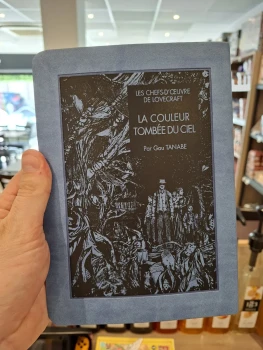 LES CHEFS-D'ŒUVRE
DE LOVECRAFT
LA COULEUR
TOMBÉE DU CIEL
Par Gou TANABE